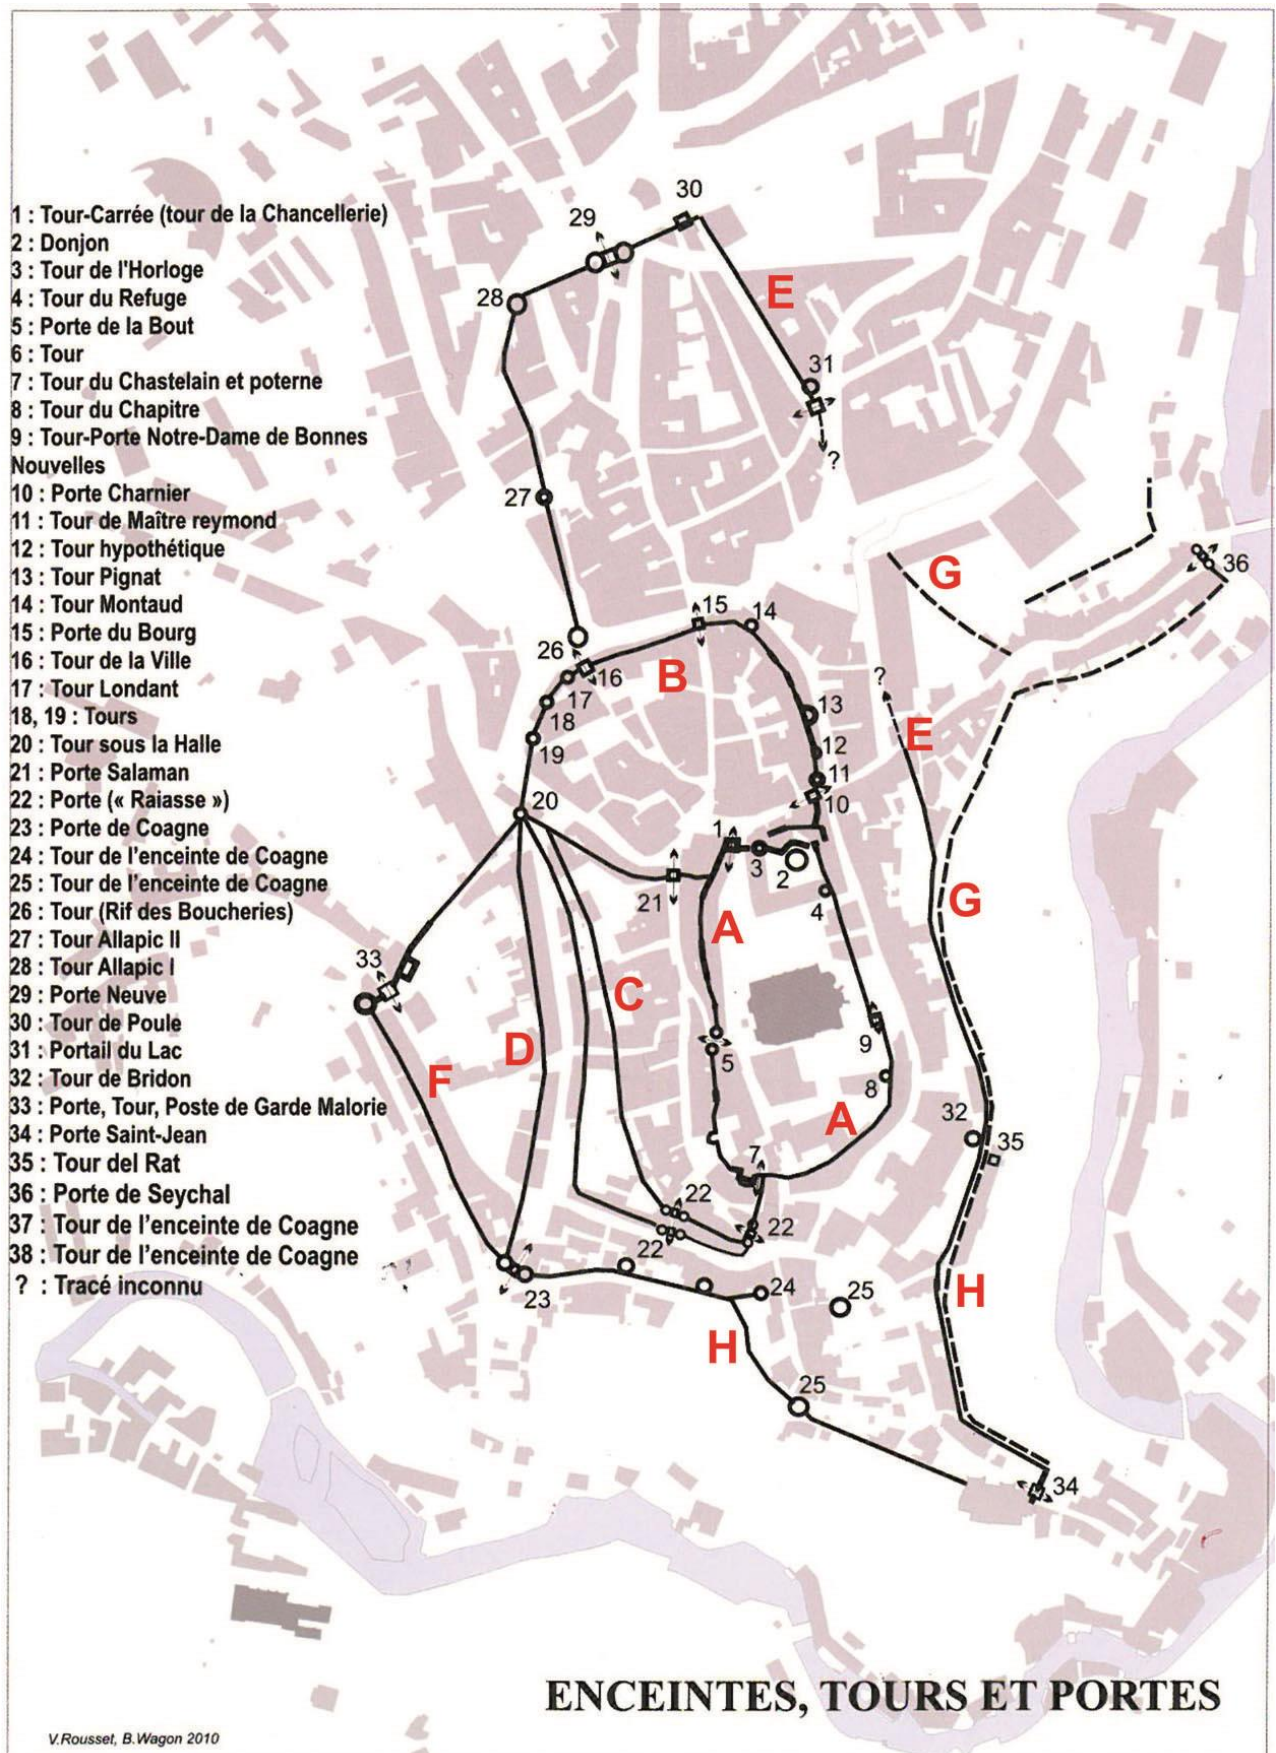 1 : Tour-Carrée (tour de la Chancellerie)
2 : Donjon
3 : Tour de l'Horloge
4 : Tour du Refuge
5 : Porte de la Bout
6 : Tour
7 : Tour du Chastelain et poterne
8 : Tour du Chapitre
9 : Tour-Porte Notre-Dame de Bonnes
Nouvelles
10 : Porte Charnier
11 : Tour de Maître reymond
12 : Tour hypothétique
13 : Tour Pignat
14 : Tour Montaud
15 : Porte du Bourg
16 : Tour de la Ville
17 : Tour Londant
18, 19 : Tours
20 : Tour sous la Halle
21 : Porte Salaman
22 : Porte (« Raiasse »)
23 : Porte de Coagne
24 : Tour de l'enceinte de Coagne
25 : Tour de l'enceinte de Coagne
26 : Tour (Rif des Boucheries)
27 : Tour Allapic II
28 : Tour Allapic I
29 : Porte Neuve
30 : Tour de Poule
31 : Portail du Lac
32 : Tour de Bridon
33 : Porte, Tour, Poste de Garde Malorie
34 : Porte Saint-Jean
35 : Tour del Rat
36 : Porte de Seychal
37 : Tour de l'enceinte de Coagne
38 : Tour de l'enceinte de Coagne
? : Tracé inconnu
30
29
E
28
31
?
27
G
36
15
14
26
16
B
?
17
13
18
E
19
12
11
20
10
1
3
2
21
4
G
A
33
C
D
5
9
F
8
A
32
35
7
22
22
22
23
24
25
H
H
25
34
ENCEINTES, TOURS ET PORTES
V.Rousset, B.Wagon 2010